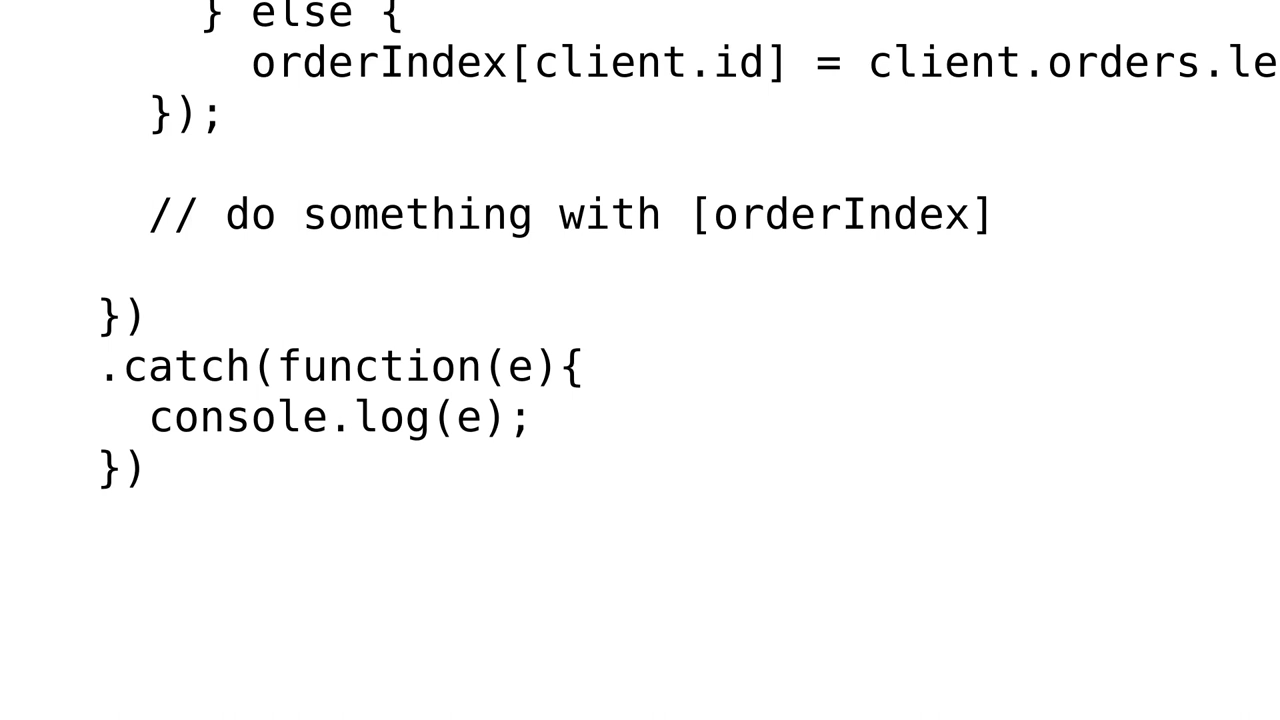 } else {
orderIndex[client.id] = client.orders.le
});
// do something with [orderIndex]
})
.catch(function(e){
console.log(e);
})